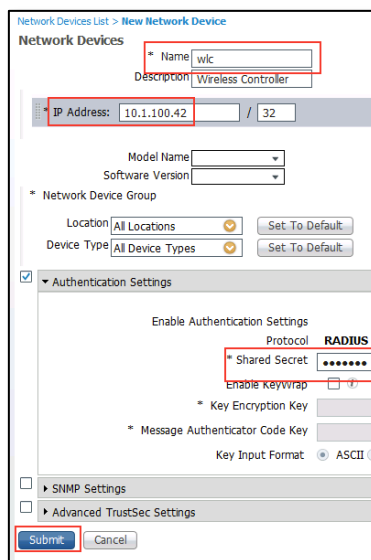 Network Devices List > New Network Device
Network Devices
* Name wlc
Description Wireless Controller
* IP Address: 10.1.100.42 / 32
Model Name
Software Version
* Network Device Group
Location All Locations Set To Default
Device Type All Device Types Set To Default
Authentication Settings
Enable Authentication Settings
Protocol RADIUS
* Shared Secret •••••••
Enable KeyWrap
* Key Encryption Key
* Message Authenticator Code Key
Key Input Format ASCII
SNMP Settings
Advanced TrustSec Settings
Submit Cancel